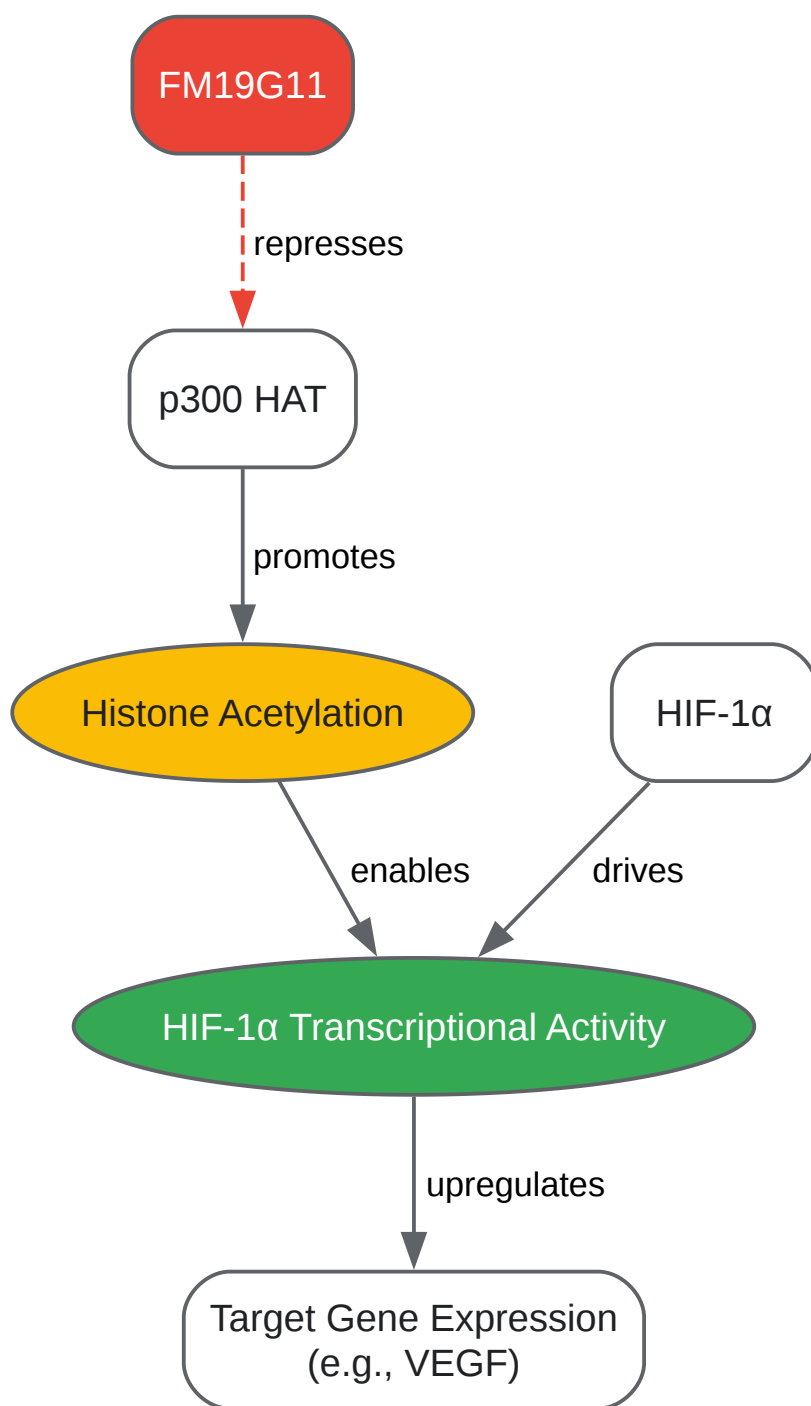 FM19G11
represses
p300 HAT
promotes
Histone Acetylation
HIF-1α
enables
drives
HIF-1α Transcriptional Activity
upregulates
Target Gene Expression
(e.g., VEGF)